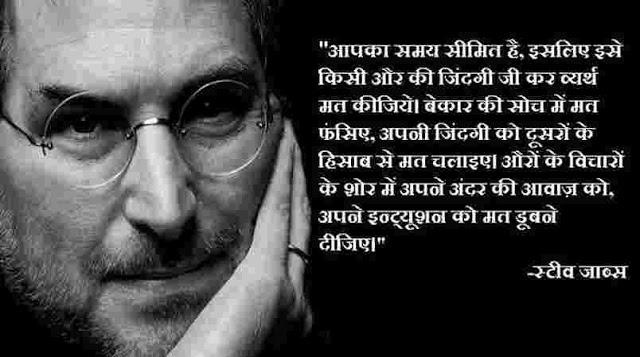 "आपका समय सीमित है, इसलिए इसे
किसी और की जिंदगी जी कर व्यर्थ
मत कीजिये। बेकार की सोच में मत
फंसिए, अपनी जिंदगी को दूसरों के
हिसाब से मत चलाइए। औरों के विचारों
के शोर में अपने अंदर की आवाज़ को,
अपने इन्ट्यूशन को मत डूबने
दीजिए।"
-स्टीव जाब्स